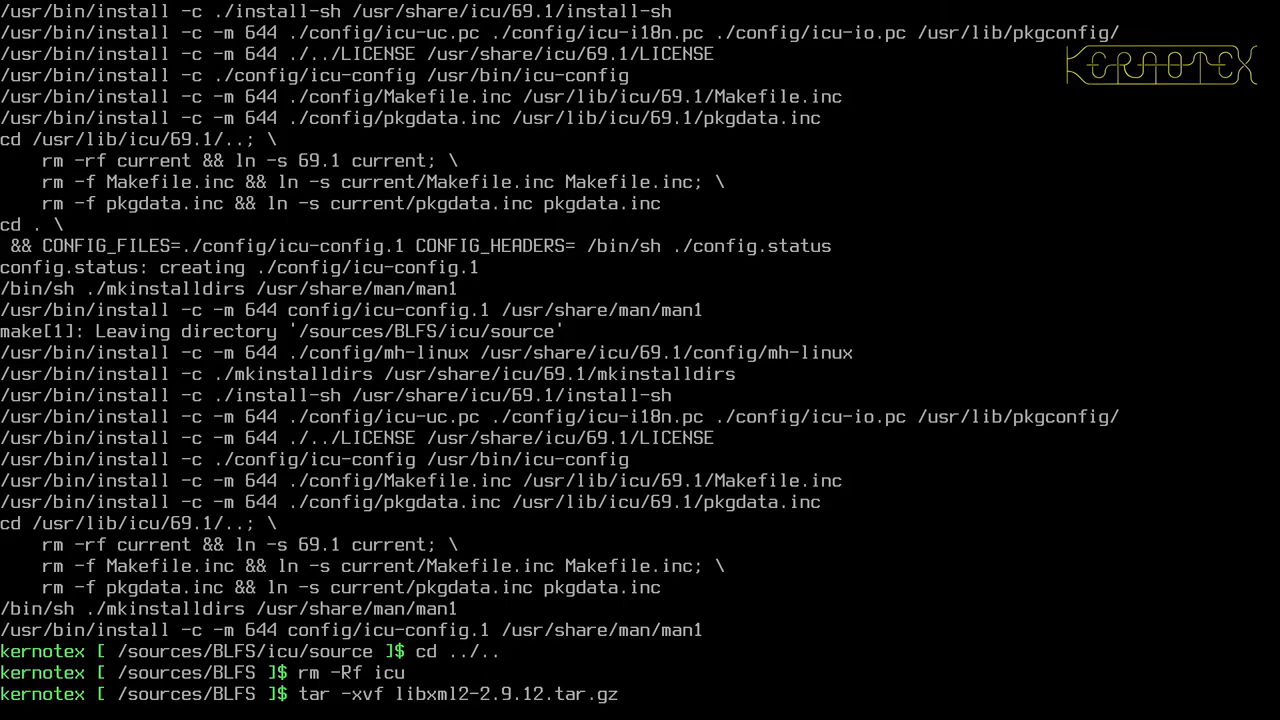 /usr/bin/install -c ./install-sh /usr/share/icu/69.1/install-sh
/usr/bin/install -c -m 644 ./config/icu-uc.pc ./config/icu-i18n.pc ./config/icu-io.pc /usr/lib/pkgconfig/
/usr/bin/install -c -m 644 ./../LICENSE /usr/share/icu/69.1/LICENSE
/usr/bin/install -c ./config/icu-config /usr/bin/icu-config
/usr/bin/install -c -m 644 ./config/Makefile.inc /usr/lib/icu/69.1/Makefile.inc
/usr/bin/install -c -m 644 ./config/pkgdata.inc /usr/lib/icu/69.1/pkgdata.inc
cd /usr/lib/icu/69.1/..; \
    rm -rf current && ln -s 69.1 current; \
    rm -f Makefile.inc && ln -s current/Makefile.inc Makefile.inc; \
    rm -f pkgdata.inc && ln -s current/pkgdata.inc pkgdata.inc
cd . \
 && CONFIG_FILES=./config/icu-config.1 CONFIG_HEADERS= /bin/sh ./config.status
config.status: creating ./config/icu-config.1
/bin/sh ./mkinstalldirs /usr/share/man/man1
/usr/bin/install -c -m 644 config/icu-config.1 /usr/share/man/man1
make[1]: Leaving directory '/sources/BLFS/icu/source'
/usr/bin/install -c -m 644 ./config/mh-linux /usr/share/icu/69.1/config/mh-linux
/usr/bin/install -c ./mkinstalldirs /usr/share/icu/69.1/mkinstalldirs
/usr/bin/install -c ./install-sh /usr/share/icu/69.1/install-sh
/usr/bin/install -c -m 644 ./config/icu-uc.pc ./config/icu-i18n.pc ./config/icu-io.pc /usr/lib/pkgconfig/
/usr/bin/install -c -m 644 ./../LICENSE /usr/share/icu/69.1/LICENSE
/usr/bin/install -c ./config/icu-config /usr/bin/icu-config
/usr/bin/install -c -m 644 ./config/Makefile.inc /usr/lib/icu/69.1/Makefile.inc
/usr/bin/install -c -m 644 ./config/pkgdata.inc /usr/lib/icu/69.1/pkgdata.inc
cd /usr/lib/icu/69.1/..; \
    rm -rf current && ln -s 69.1 current; \
    rm -f Makefile.inc && ln -s current/Makefile.inc Makefile.inc; \
    rm -f pkgdata.inc && ln -s current/pkgdata.inc pkgdata.inc
/bin/sh ./mkinstalldirs /usr/share/man/man1
/usr/bin/install -c -m 644 config/icu-config.1 /usr/share/man/man1
kernotex [ /sources/BLFS/icu/source ]$ cd ../..
kernotex [ /sources/BLFS ]$ rm -Rf icu
kernotex [ /sources/BLFS ]$ tar -xvf libxml2-2.9.12.tar.gz
KERNOTEX